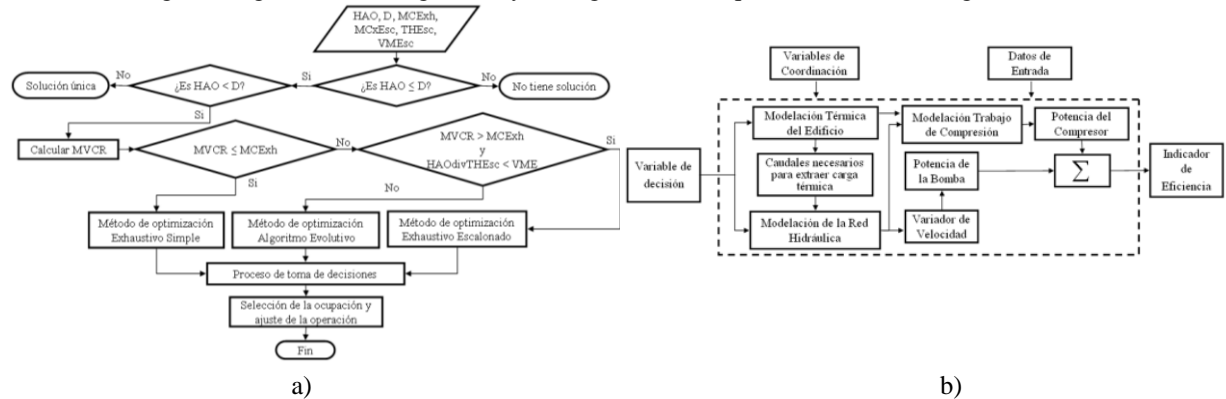 HAO, D, MCExh,
MCxEsc, THEsc,
VMEsc
¿Es HAO ≤ D?
No
No tiene solución
Si
¿Es HAO < D?
No
Solución única
Si
Calcular MVCR
MVCR ≤ MCExh
No
MVCR > MCExh
y
HAOdivTHEsc < VME
Si
Si
No
Método de optimización
Exhaustivo Simple
Método de optimización
Algoritmo Evolutivo
Método de optimización
Exhaustivo Escalonado
Proceso de toma de decisiones
Selección de la ocupación y
ajuste de la operación
Fin
a)
Variables de
Coordinación
Datos de
Entrada
Variable de
decisión
Modelación Térmica
del Edificio
Modelación Trabajo
de Compresión
Potencia del
Compresor
Caudales necesarios
para extraer carga
térmica
Potencia de
la Bomba
∑
Indicador
de
Eficiencia
Modelación de la Red
Hidráulica
Variador de
Velocidad
b)